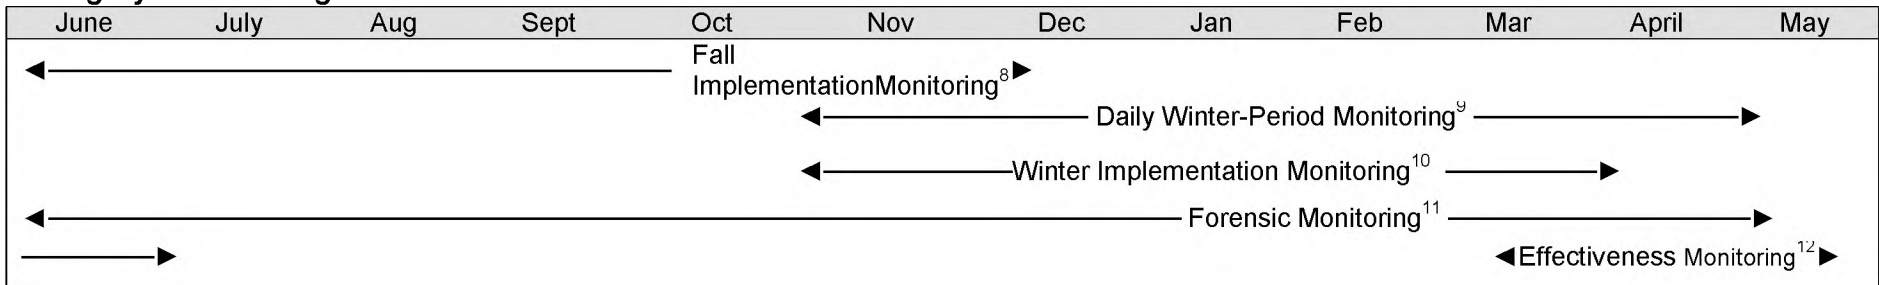 June July Aug Sept Oct Nov Dec Jan Feb Mar April May
Fall
ImplementationMonitoring8
Daily Winter-Period Monitoring9
Winter Implementation Monitoring10
Forensic Monitoring11
Effectiveness Monitoring12